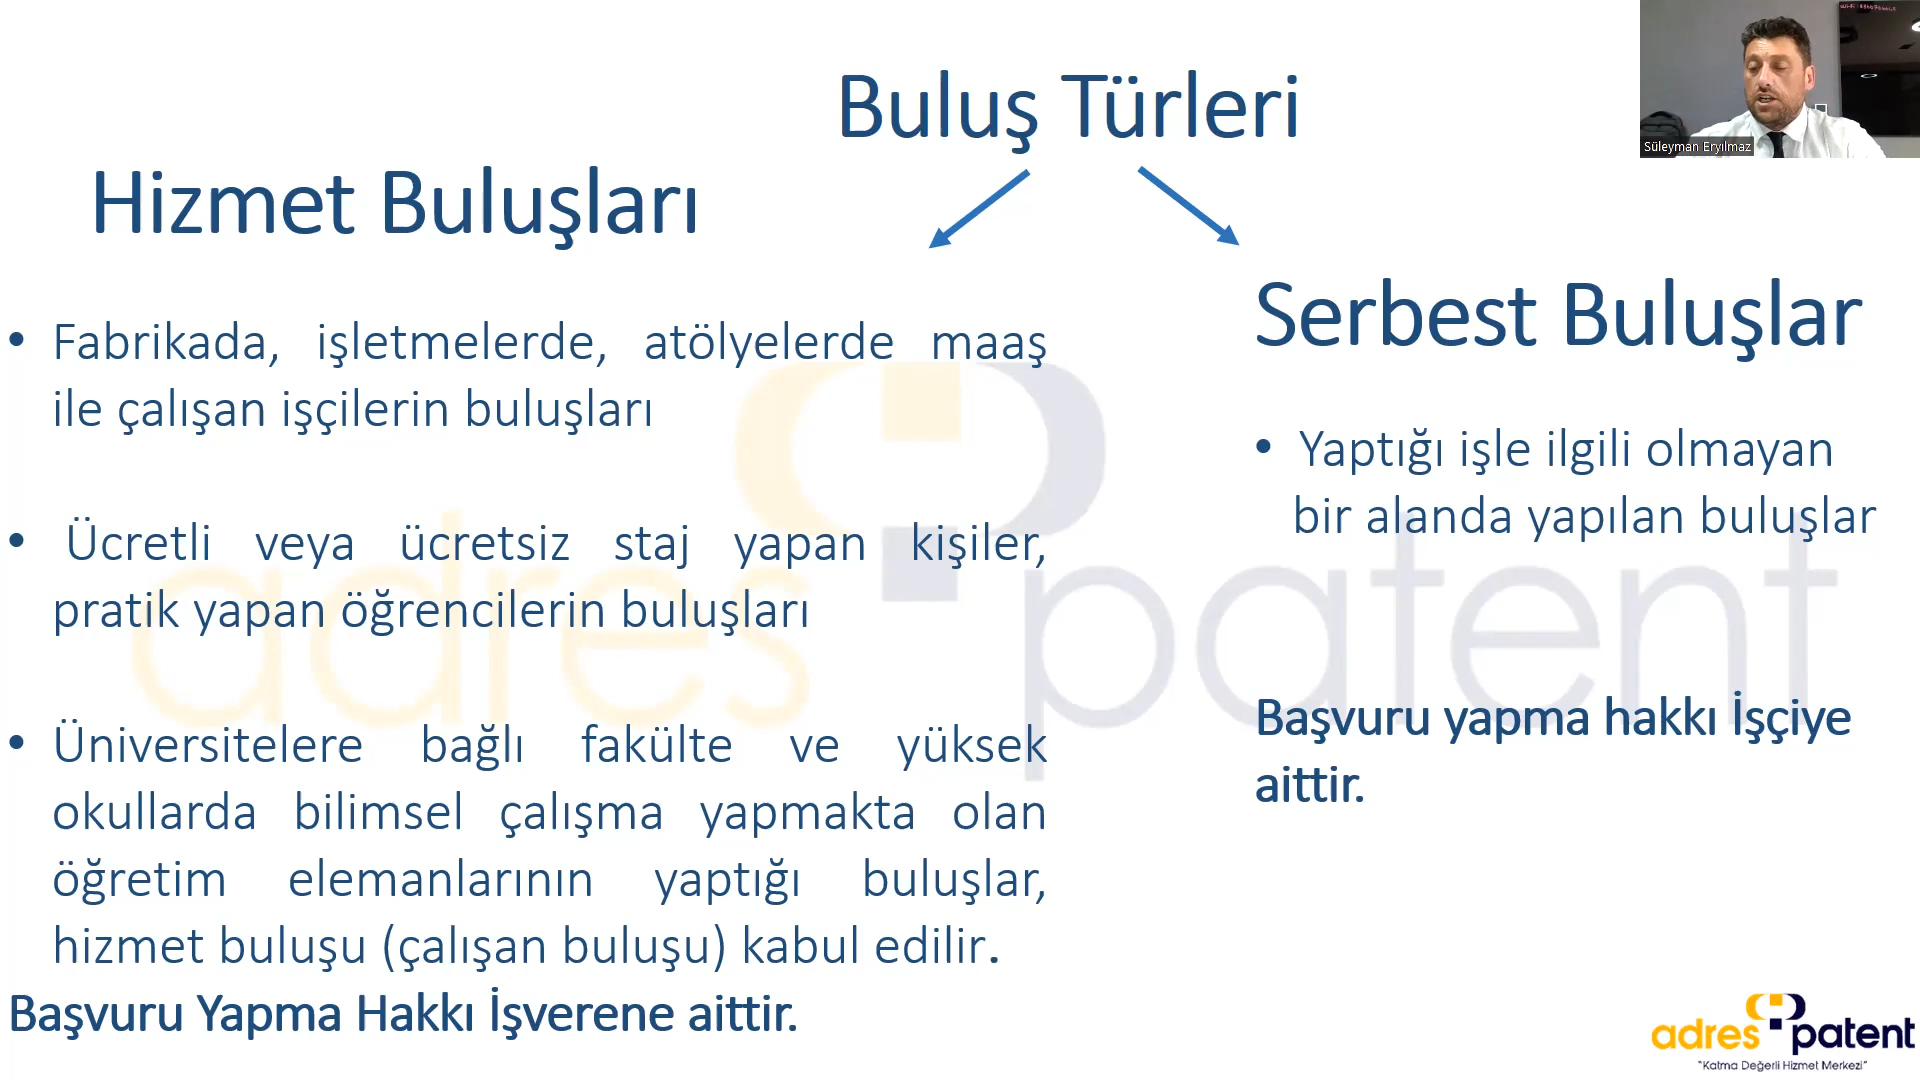 Buluş Türleri
Hizmet Buluşları
• Fabrikada, işletmelerde, atölyelerde maaş
ile çalışan işçilerin buluşları
• Ücretli veya ücretsiz staj yapan kişiler,
pratik yapan öğrencilerin buluşları
• Üniversitelere bağlı fakülte ve yüksek
okullarda bilimsel çalışma yapmakta olan
öğretim elemanlarının yaptığı buluşlar,
hizmet buluşu (çalışan buluşu) kabul edilir.
Başvuru Yapma Hakkı İşverene aittir.
Serbest Buluşlar
• Yaptığı işle ilgili olmayan
bir alanda yapılan buluşlar
Başvuru yapma hakkı İşçiye
aittir.
Süleyman Eryılmaz
adres patent
adres patent
"Katma Değerli Hizmet Merkezi"